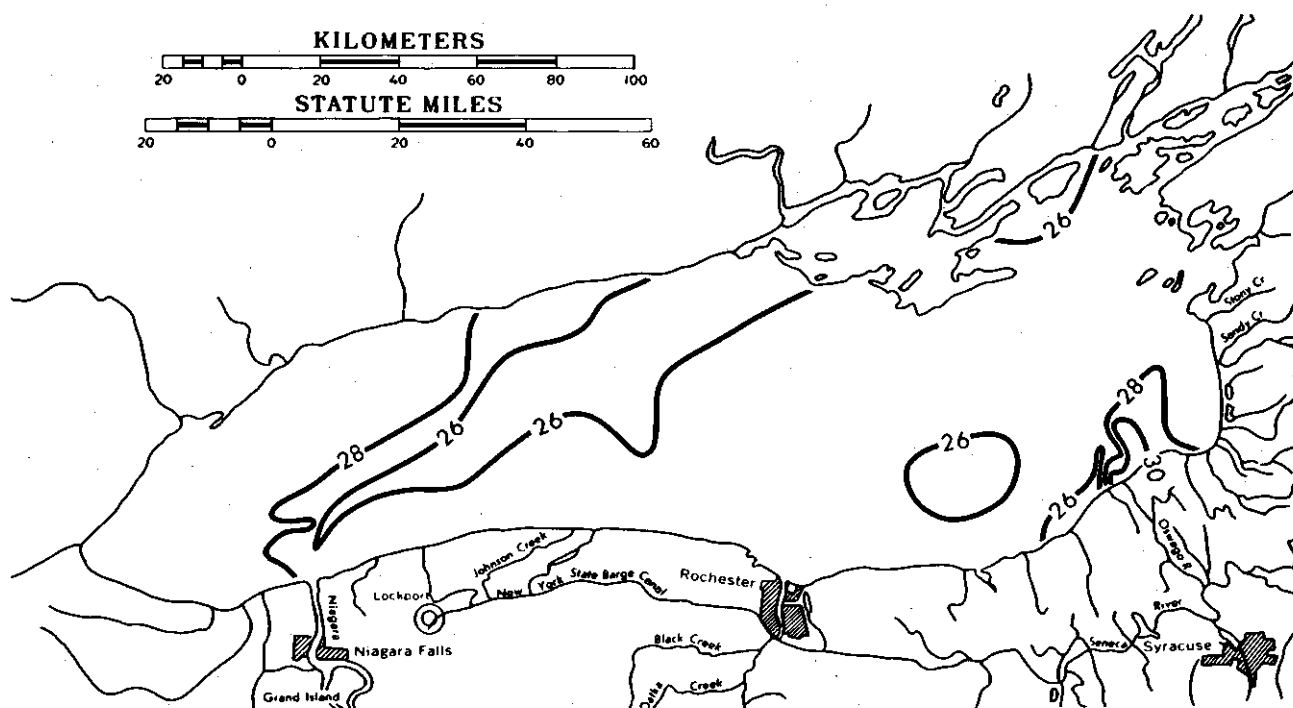 KILOMETERS
20 0 20 40 60 80 100
STATUTE MILES
20 0 20 40 60
26
Stony Cr
Sandy Cr
28
26
26
26
28
30
26
Oswego R
Johnson Creek
New York State Barge Canal
Rochester
Lockport
Niagara
Niagara Falls
Grand Island
Black Creek
Creek
Seneca River
Syracuse